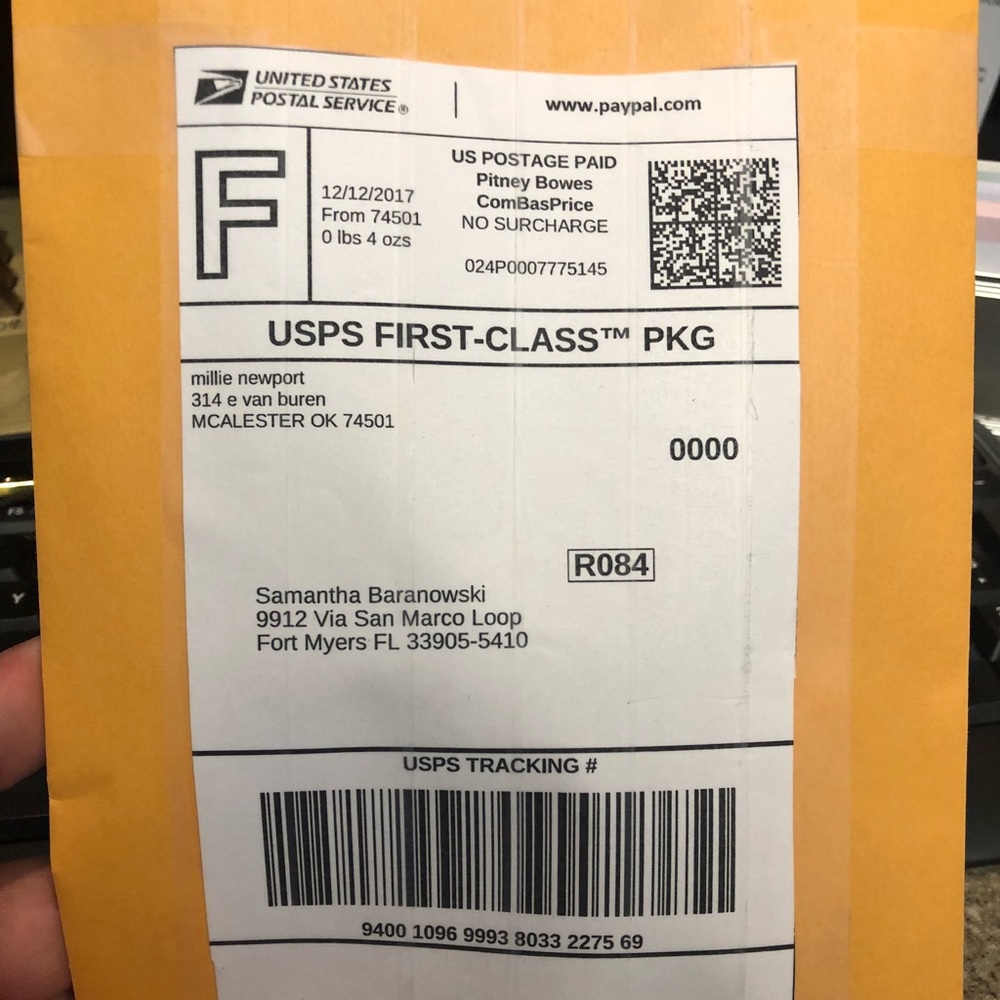 UNITED STATES
POSTAL SERVICE®
www.paypal.com
F
12/12/2017
From 74501
0 lbs 4 ozs
US POSTAGE PAID
Pitney Bowes
ComBasPrice
NO SURCHARGE
024P0007775145
USPS FIRST-CLASS™ PKG
millie newport
314 e van buren
MCALESTER OK 74501
0000
R084
Samantha Baranowski
9912 Via San Marco Loop
Fort Myers FL 33905-5410
USPS TRACKING #
9400 1096 9993 8033 2275 69
F5
Y